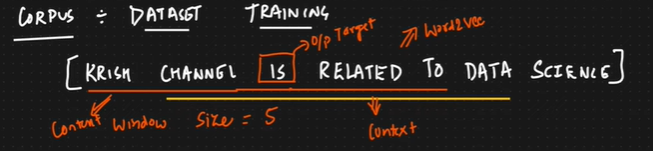 CORPUS ÷ DATASET TRAINING
O/p Target Word2vec
[KRISH CHANNEL IS RELATED TO DATA SCIENCE]
Context Window Size = 5 Context